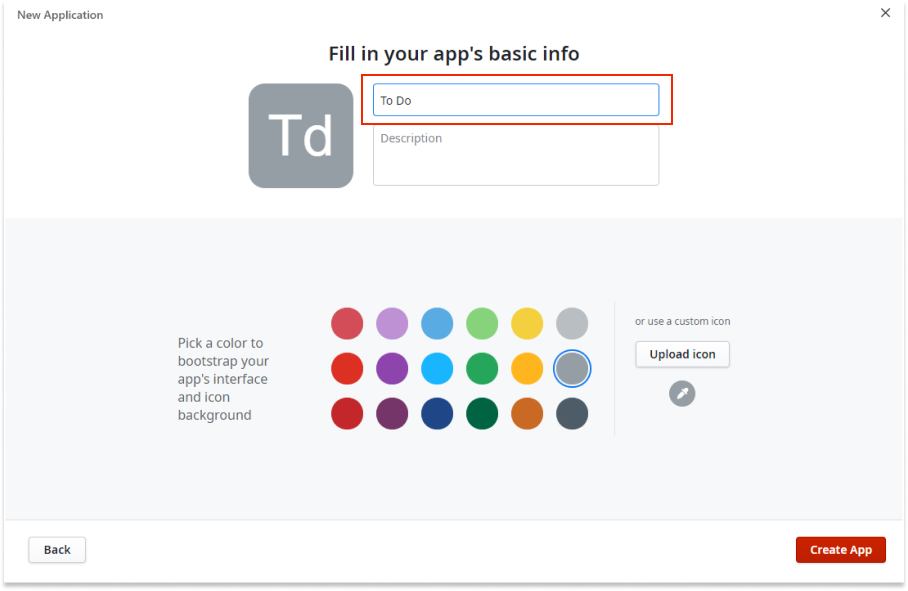 New Application
Fill in your app's basic info
Td
To Do
Description
Pick a color to
bootstrap your
app's interface
and icon
background
or use a custom icon
Upload icon
Back
Create App